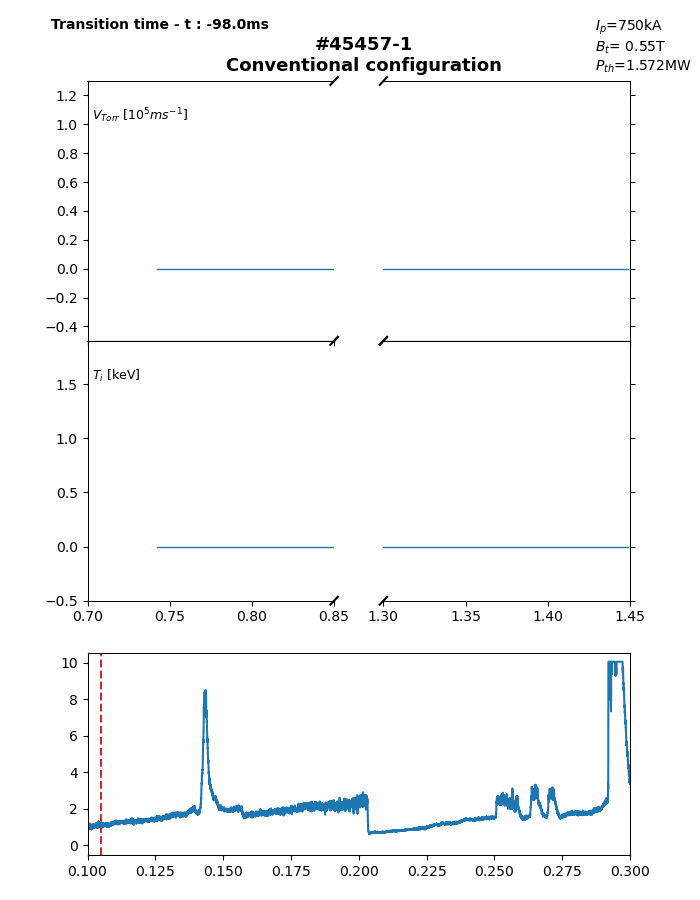 Transition time - t : -98.0ms
#45457-1
Conventional configuration
I_p=750kA
B_t= 0.55T
P_th=1.572MW
V_Torr [10^5ms^-1]
1.2
1.0
0.8
0.6
0.4
0.2
0.0
−0.2
−0.4
T_i [keV]
1.5
1.0
0.5
0.0
−0.5
0.70 0.75 0.80 0.85 1.30 1.35 1.40 1.45
10
8
6
4
2
0
0.100 0.125 0.150 0.175 0.200 0.225 0.250 0.275 0.300